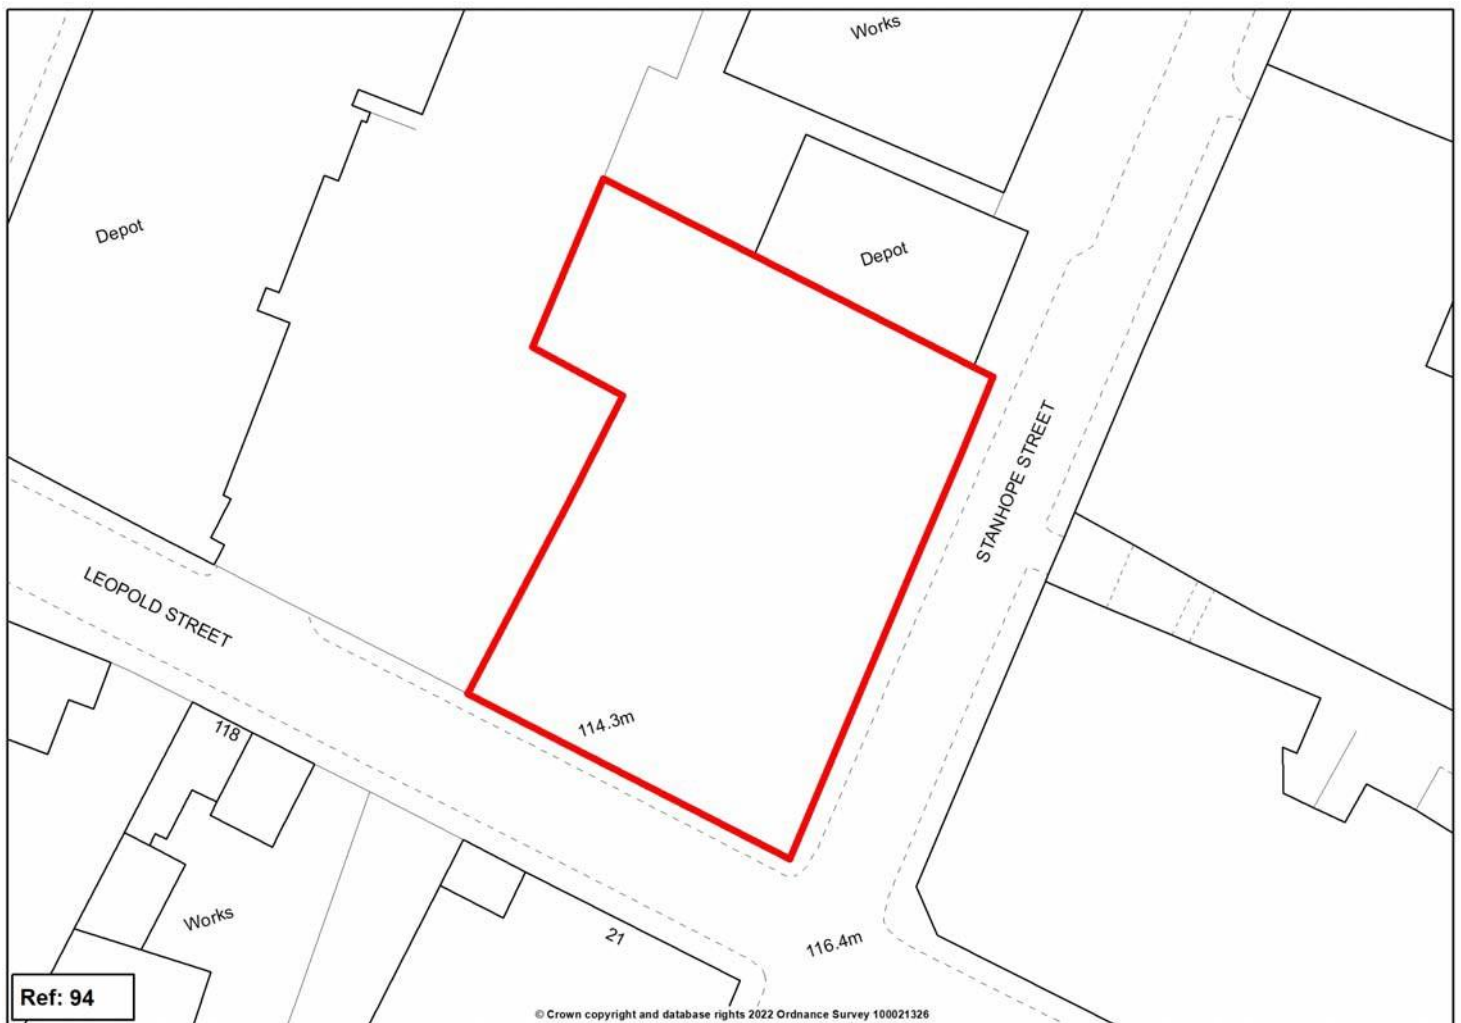 Works
Depot
Depot
STANHOPE STREET
LEOPOLD STREET
114.3m
118
Works
21
116.4m
Ref: 94
© Crown copyright and database rights 2022 Ordnance Survey 100021326